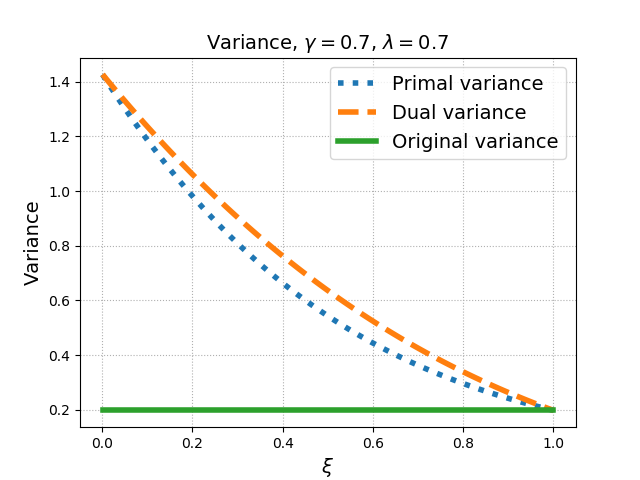 Variance, γ = 0.7, λ = 0.7
Primal variance
Dual variance
Original variance
Variance
1.4
1.2
1.0
0.8
0.6
0.4
0.2
0.0 0.2 0.4 0.6 0.8 1.0
ξ